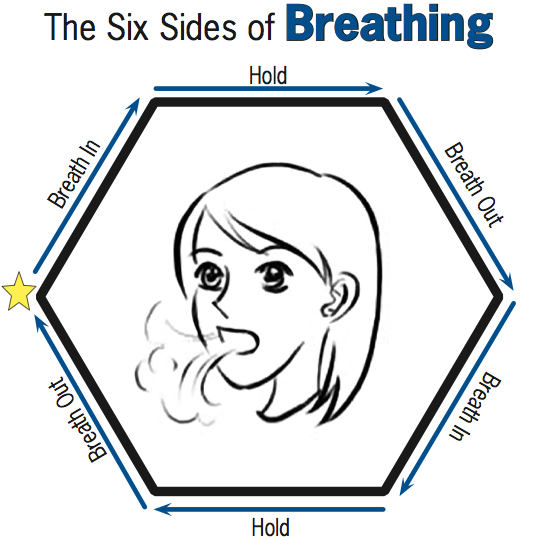 The Six Sides of Breathing
Hold
Breath In
Breath Out
Breath Out
Breath In
Hold